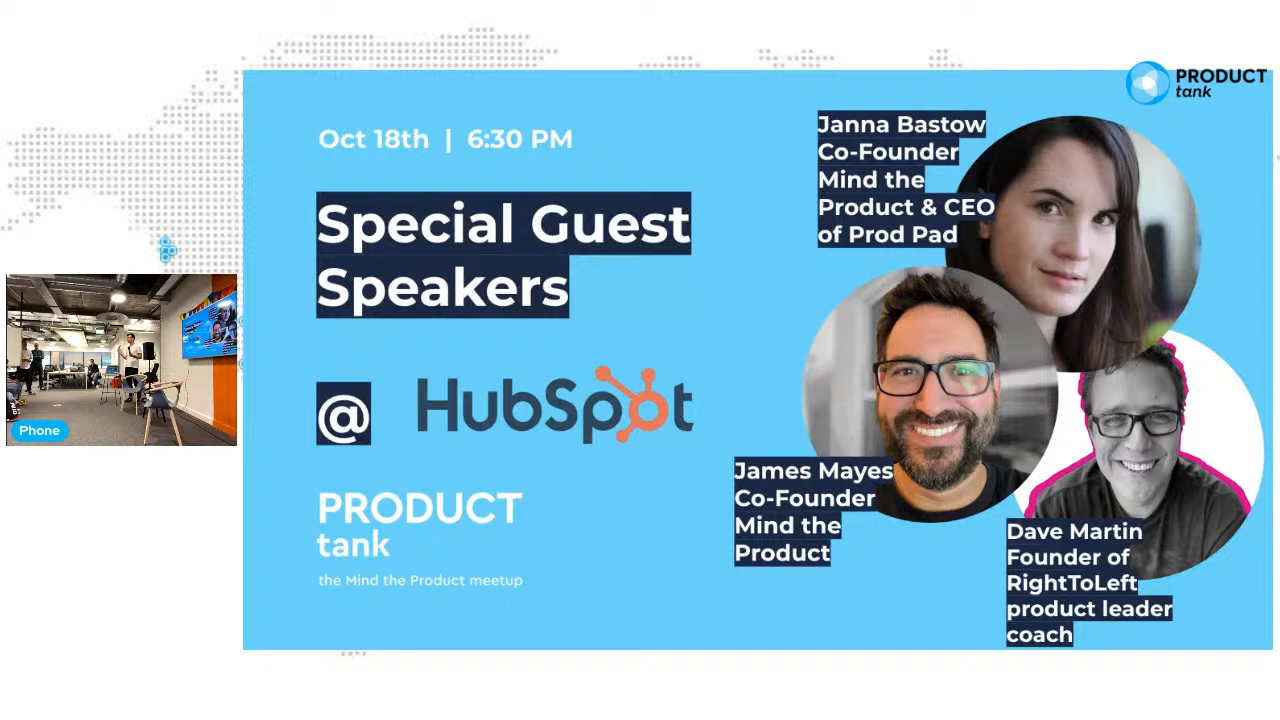 PRODUCT
tank
Oct 18th | 6:30 PM
Special Guest
Speakers
@ HubSpot
PRODUCT
tank
the Mind the Product meetup
Janna Bastow
Co-Founder
Mind the
Product & CEO
of Prod Pad
James Mayes
Co-Founder
Mind the
Product
Dave Martin
Founder of
RightToLeft
product leader
coach
Phone